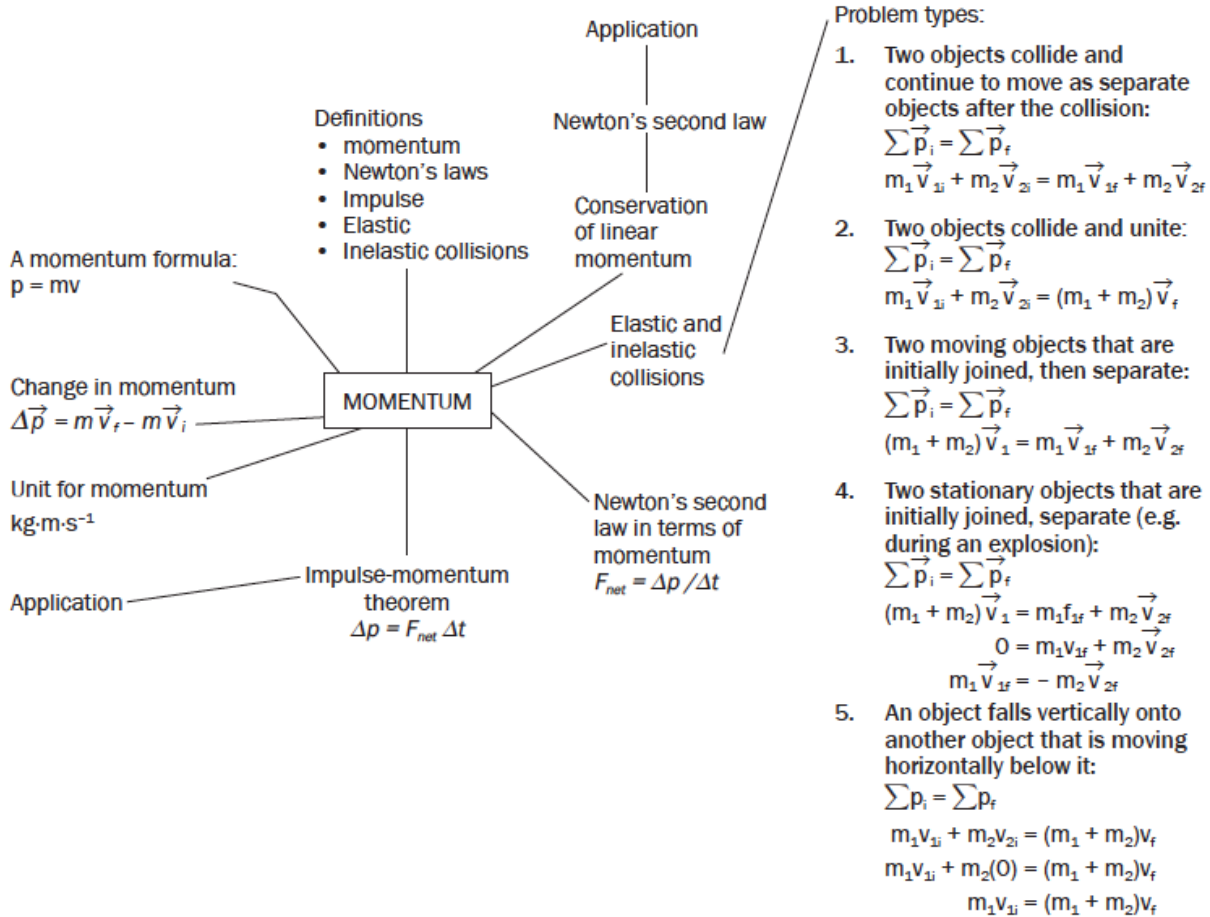 Application
Newton's second law
Conservation
of linear
momentum
Definitions
• momentum
• Newton's laws
• Impulse
• Elastic
• Inelastic collisions
A momentum formula:
p = mv
Change in momentum
Δp⃗ = mv⃗f – mv⃗i
Unit for momentum
kg·m·s⁻¹
Application
Impulse-momentum
theorem
Δp = Fnet Δt
MOMENTUM
Elastic and
inelastic
collisions
Newton's second
law in terms of
momentum
Fnet = Δp/Δt
Problem types:
1. Two objects collide and
continue to move as separate
objects after the collision:
∑p⃗i = ∑p⃗f
m₁v⃗1i + m₂v⃗2i = m₁v⃗1f + m₂v⃗2f
2. Two objects collide and unite:
∑p⃗i = ∑p⃗f
m₁v⃗1i + m₂v⃗2i = (m₁ + m₂)v⃗f
3. Two moving objects that are
initially joined, then separate:
∑p⃗i = ∑p⃗f
(m₁ + m₂)v⃗₁ = m₁v⃗1f + m₂v⃗2f
4. Two stationary objects that are
initially joined, separate (e.g.
during an explosion):
∑p⃗i = ∑p⃗f
(m₁ + m₂)v⃗₁ = m₁f1f + m₂v⃗2f
0 = m₁v1f + m₂v⃗2f
m₁v⃗1f = – m₂v⃗2f
5. An object falls vertically onto
another object that is moving
horizontally below it:
∑pi = ∑pf
m₁v1i + m₂v2i = (m₁ + m₂)vf
m₁v1i + m₂(0) = (m₁ + m₂)vf
m₁v1i = (m₁ + m₂)vf